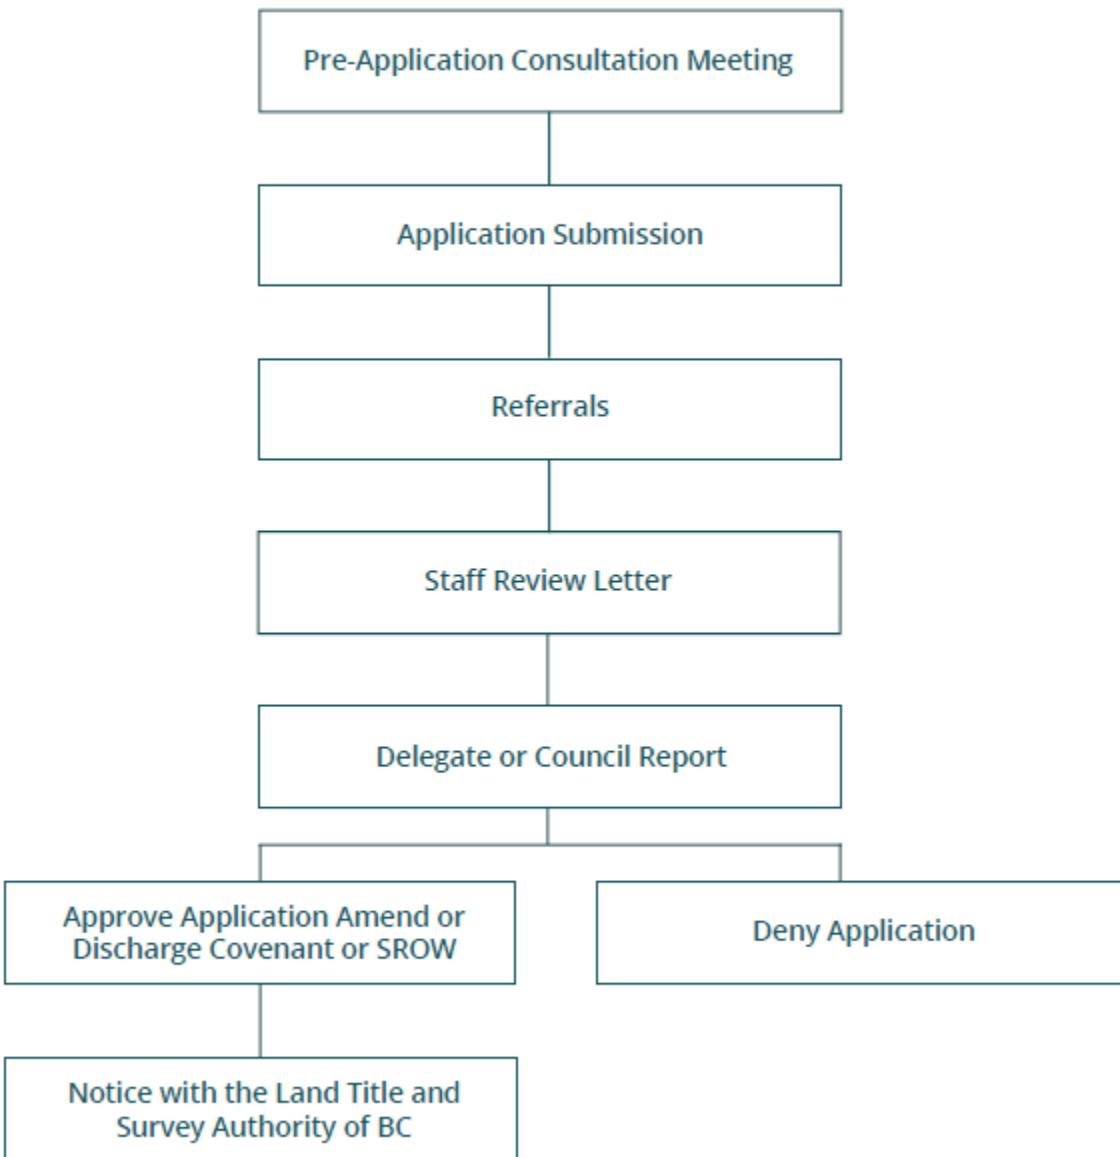 Pre-Application Consultation Meeting
Application Submission
Referrals
Staff Review Letter
Delegate or Council Report
Approve Application Amend or
Discharge Covenant or SROW
Deny Application
Notice with the Land Title and
Survey Authority of BC